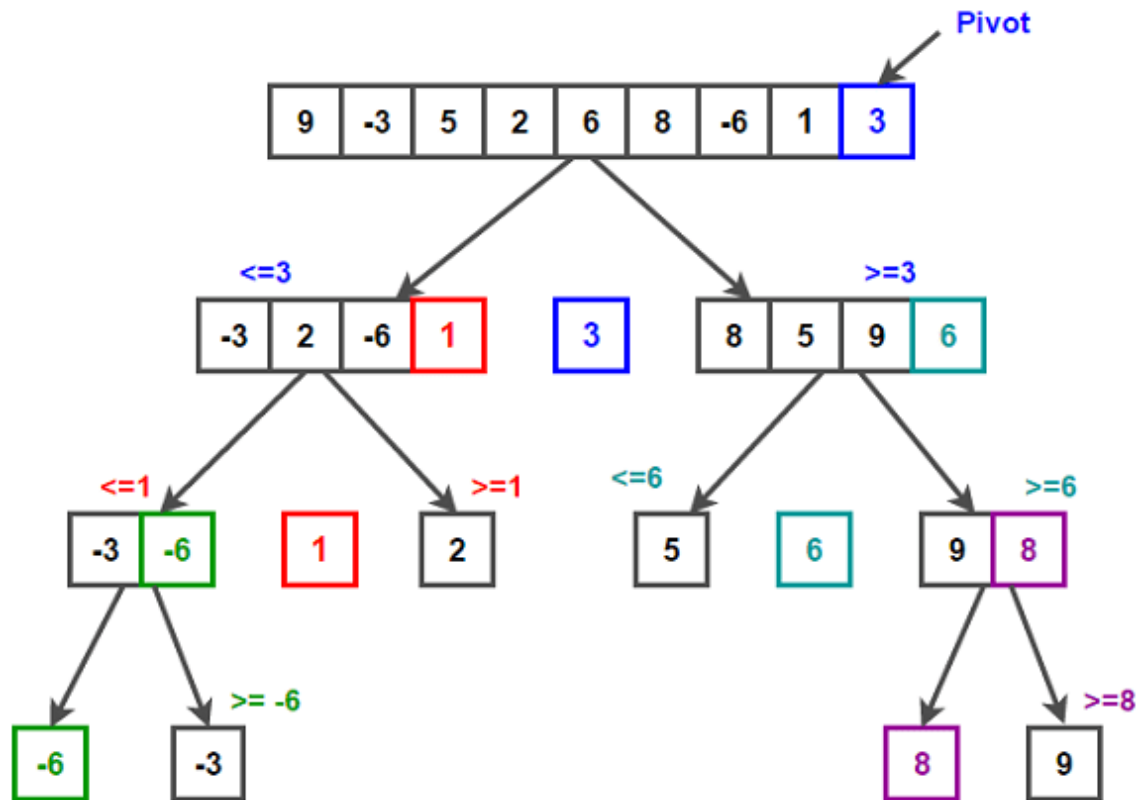 Pivot
9 -3 5 2 6 8 -6 1 3
<=3 >=3
-3 2 -6 1 3 8 5 9 6
<=1 >=1 <=6 >=6
-3 -6 1 2 5 6 9 8
>= -6 >=8
-6 -3 8 9